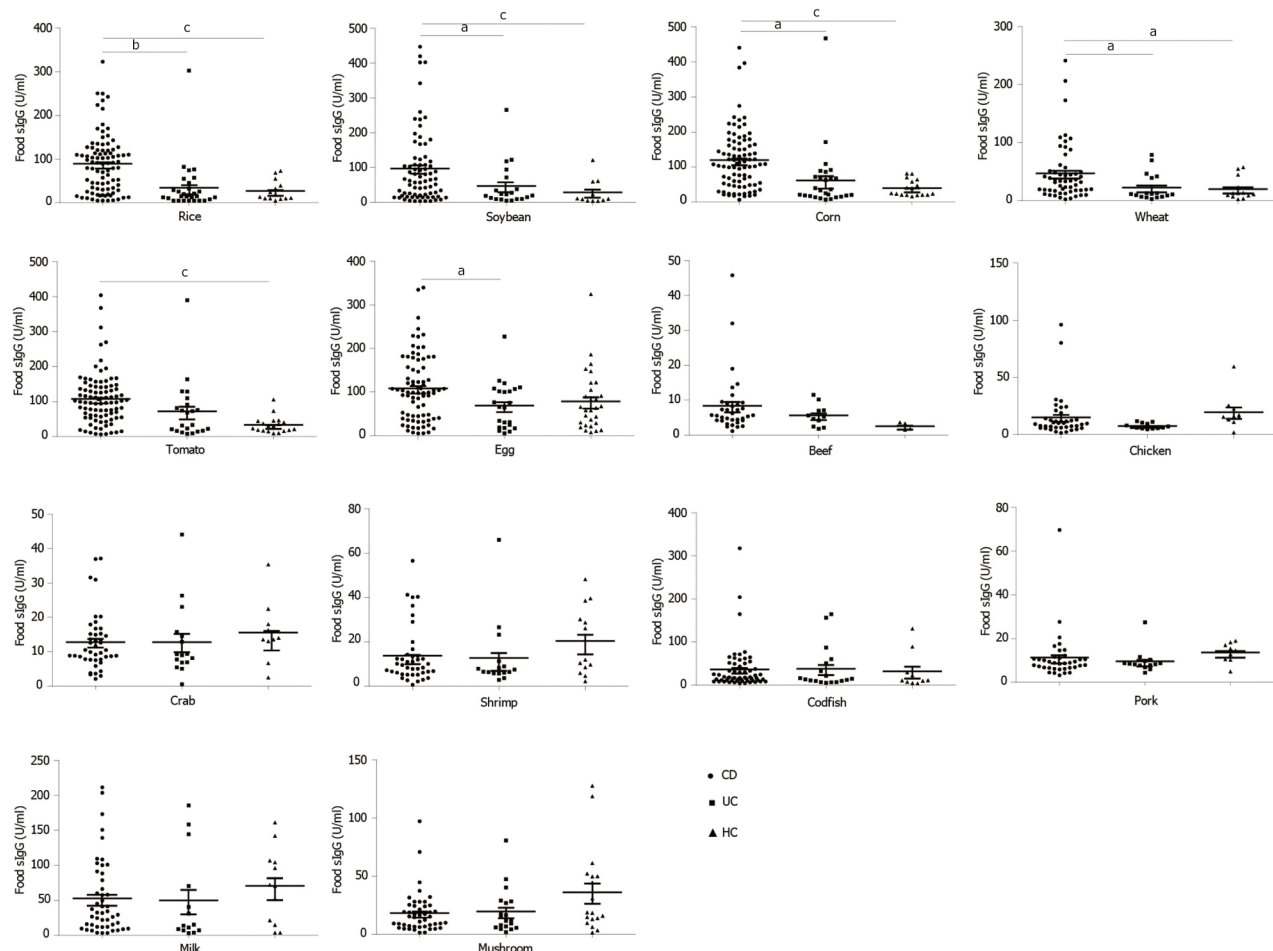 400
300
200
100
0
Food sIgG (U/ml)
c
b
Rice
500
400
300
200
100
0
Food sIgG (U/ml)
c
a
Soybean
500
400
300
200
100
0
Food sIgG (U/ml)
c
a
Corn
300
200
100
0
Food sIgG (U/ml)
a
a
Wheat
500
400
300
200
100
0
Food sIgG (U/ml)
c
Tomato
400
300
200
100
0
Food sIgG (U/ml)
a
Egg
50
40
30
20
10
0
Food sIgG (U/ml)
Beef
150
100
50
0
Food sIgG (U/ml)
Chicken
50
40
30
20
10
0
Food sIgG (U/ml)
Crab
80
60
40
20
0
Food sIgG (U/ml)
Shrimp
400
300
200
100
0
Food sIgG (U/ml)
Codfish
80
60
40
20
0
Food sIgG (U/ml)
Pork
250
200
150
100
50
0
Food sIgG (U/ml)
Milk
150
100
50
0
Food sIgG (U/ml)
Mushroom
CD
UC
HC